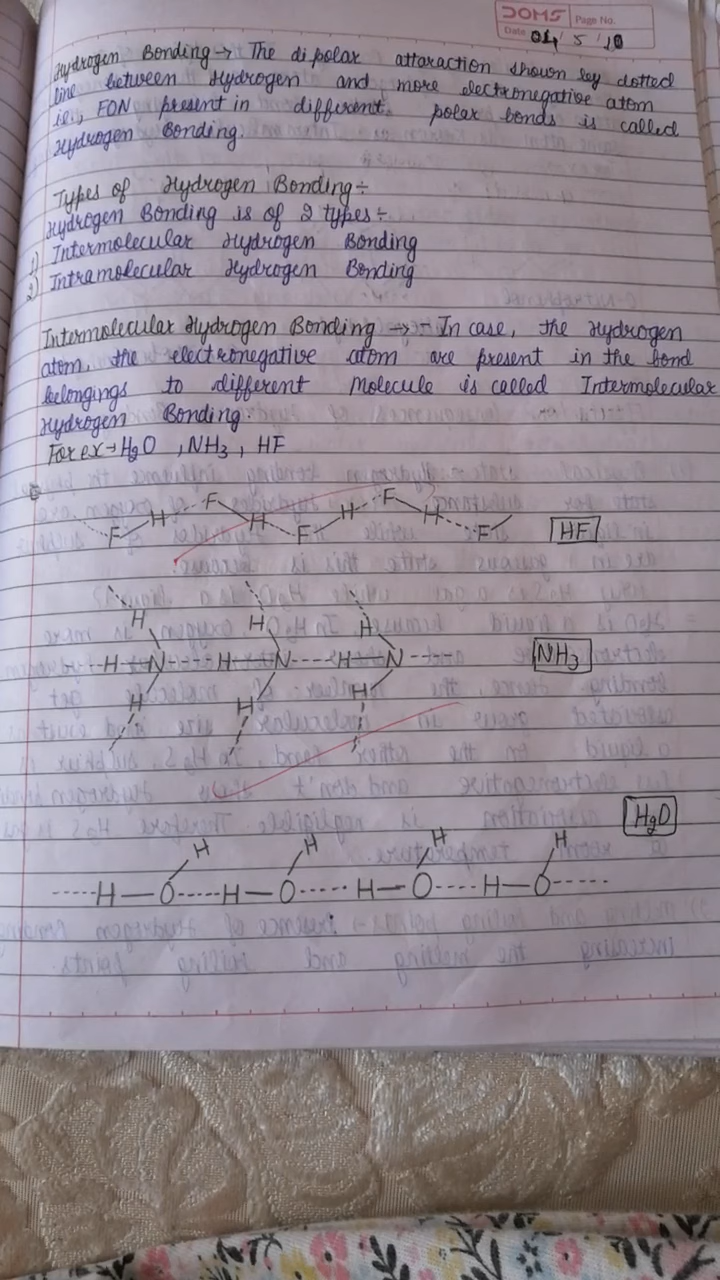 DOMS
Page No.
Date 04/ 5 /20
Hydrogen Bonding → The dipolar attaraction shown by dotted
line between Hydrogen and more electronegative atom
i.e., FON present in different polar bonds is called
Hydrogen Bonding.
Types of Hydrogen Bonding÷
Hydrogen Bonding is of 2 types÷
1) Intermolecular Hydrogen Bonding
2) Intramolecular Hydrogen Bonding
Intermolecular Hydrogen Bonding → - In case, the Hydrogen
atom, the electronegative atom are present in the bond
belongings to different Molecule is called Intermolecular
Hydrogen Bonding
For ex → H2O , NH3 , HF
F H F H F H F H F
HF
H H H
H N H N H N
NH3
H H H
H2O
H H H H
H O H O H O H O